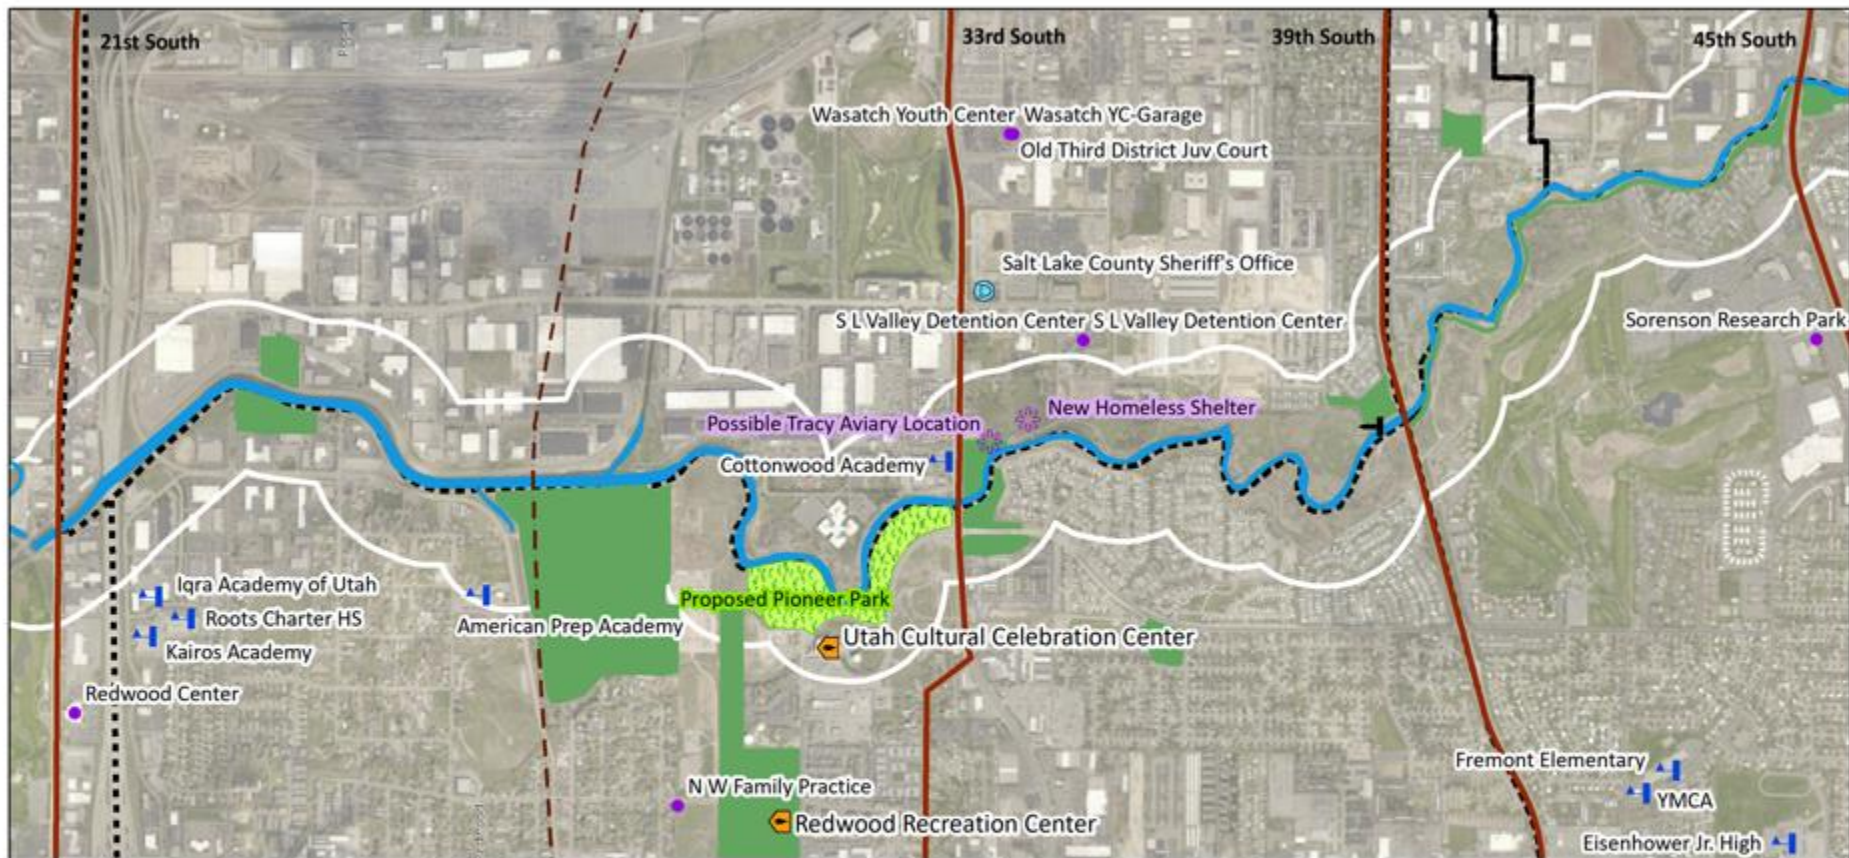 21st South
33rd South
39th South
45th South
Wasatch Youth Center
Wasatch YC-Garage
Old Third District Juv Court
Salt Lake County Sheriff's Office
S L Valley Detention Center
S L Valley Detention Center
Sorenson Research Park
New Homeless Shelter
Possible Tracy Aviary Location
Cottonwood Academy
Iqra Academy of Utah
Roots Charter HS
Kairos Academy
American Prep Academy
Proposed Pioneer Park
Utah Cultural Celebration Center
Redwood Center
N W Family Practice
Redwood Recreation Center
Fremont Elementary
YMCA
Eisenhower Jr. High